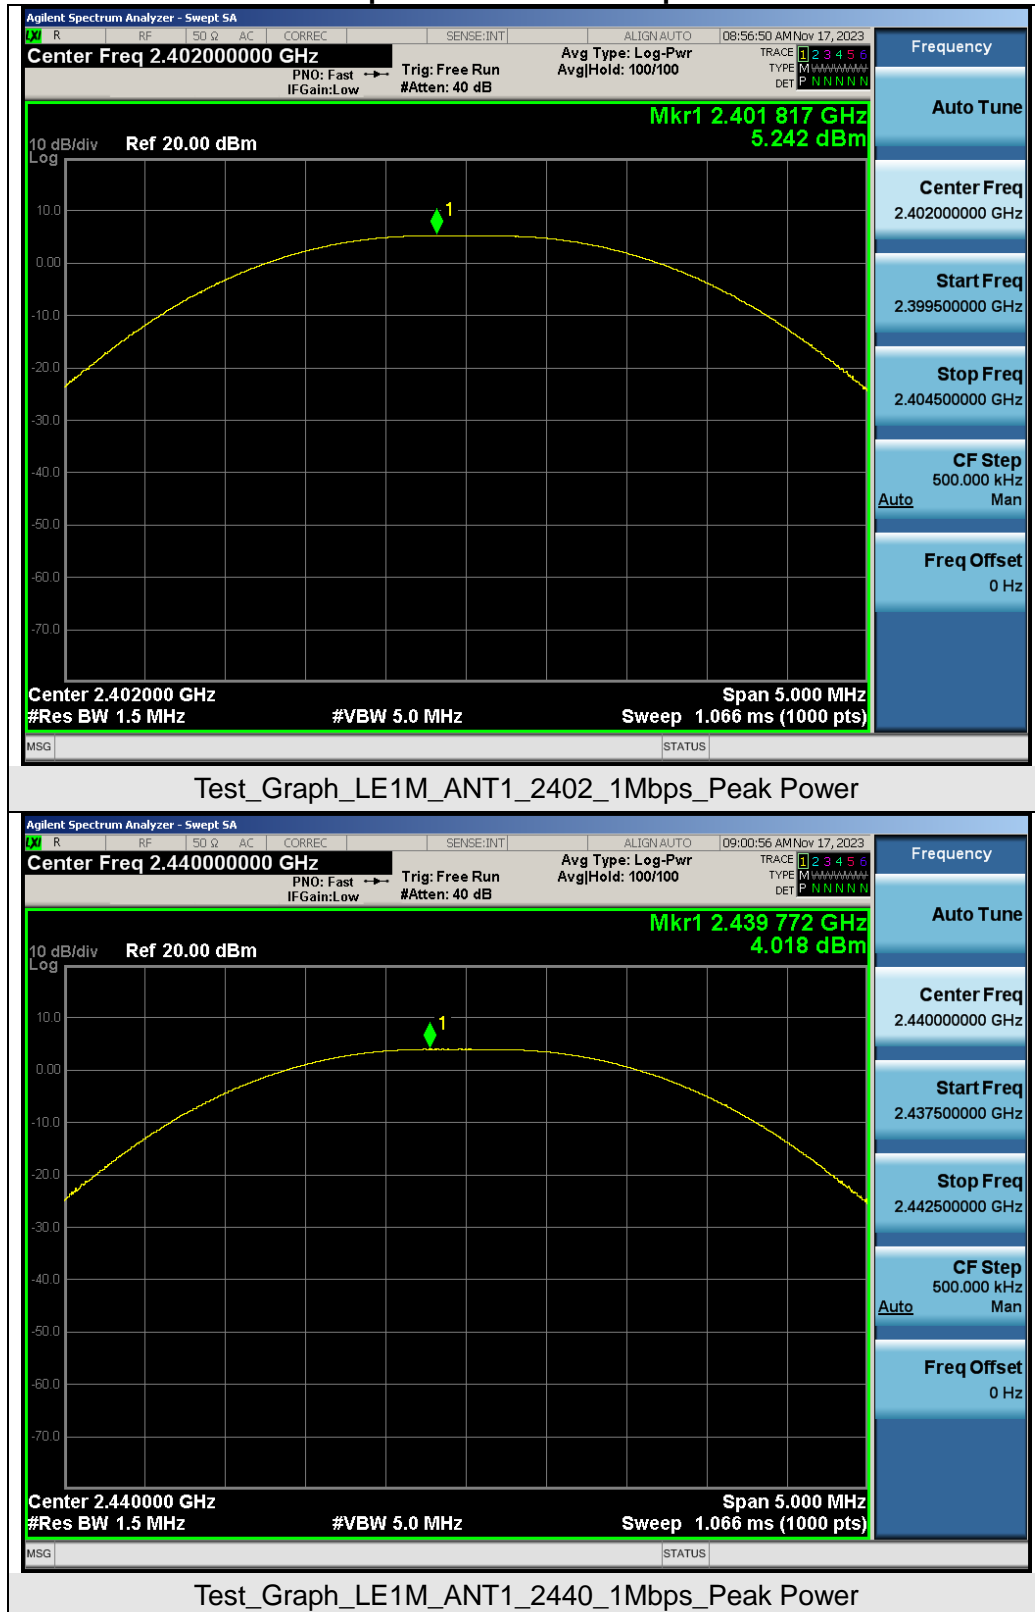 Agilent Spectrum Analyzer - Swept SA
LXI R RF 50 Ω AC CORREC SENSE:INT ALIGN AUTO 08:56:50 AM Nov 17, 2023
Center Freq 2.402000000 GHz
PNO: Fast
IFGain:Low
Trig: Free Run
#Atten: 40 dB
Avg Type: Log-Pwr
Avg|Hold: 100/100
TRACE 1 2 3 4 5 6
TYPE M WWWWW
DET P N N N N N
Mkr1 2.401 817 GHz
5.242 dBm
10 dB/div Ref 20.00 dBm
Log
1
10.0
0.00
-10.0
-20.0
-30.0
-40.0
-50.0
-60.0
-70.0
Center 2.402000 GHz Span 5.000 MHz
#Res BW 1.5 MHz #VBW 5.0 MHz Sweep 1.066 ms (1000 pts)
MSG STATUS
Frequency
Auto Tune
Center Freq
2.402000000 GHz
Start Freq
2.399500000 GHz
Stop Freq
2.404500000 GHz
CF Step
500.000 kHz
Auto Man
Freq Offset
0 Hz
Test_Graph_LE1M_ANT1_2402_1Mbps_Peak Power
Agilent Spectrum Analyzer - Swept SA
LXI R RF 50 Ω AC CORREC SENSE:INT ALIGN AUTO 09:00:56 AM Nov 17, 2023
Center Freq 2.440000000 GHz
PNO: Fast
IFGain:Low
Trig: Free Run
#Atten: 40 dB
Avg Type: Log-Pwr
Avg|Hold: 100/100
TRACE 1 2 3 4 5 6
TYPE M WWWWW
DET P N N N N N
Mkr1 2.439 772 GHz
4.018 dBm
10 dB/div Ref 20.00 dBm
Log
1
10.0
0.00
-10.0
-20.0
-30.0
-40.0
-50.0
-60.0
-70.0
Center 2.440000 GHz Span 5.000 MHz
#Res BW 1.5 MHz #VBW 5.0 MHz Sweep 1.066 ms (1000 pts)
MSG STATUS
Frequency
Auto Tune
Center Freq
2.440000000 GHz
Start Freq
2.437500000 GHz
Stop Freq
2.442500000 GHz
CF Step
500.000 kHz
Auto Man
Freq Offset
0 Hz
Test_Graph_LE1M_ANT1_2440_1Mbps_Peak Power